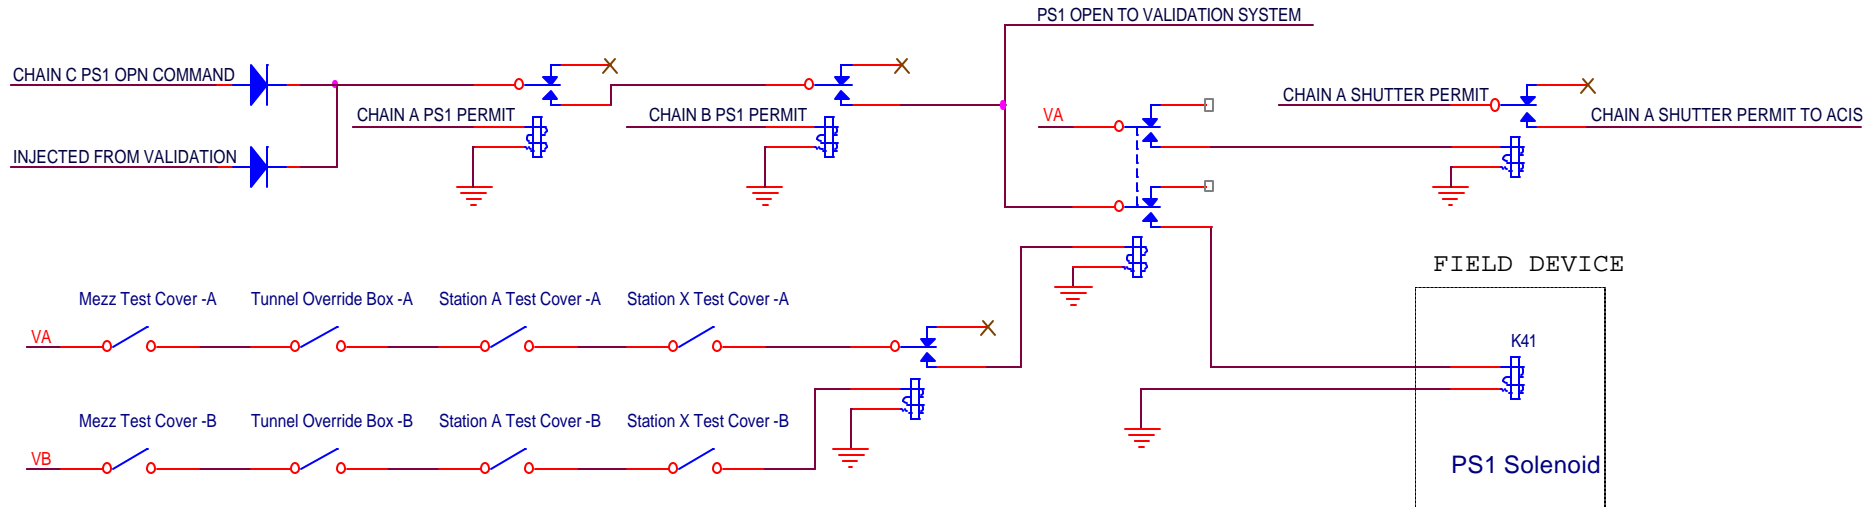 PS1 OPEN TO VALIDATION SYSTEM
CHAIN C PS1 OPN COMMAND
CHAIN A PS1 PERMIT
CHAIN B PS1 PERMIT
VA
CHAIN A SHUTTER PERMIT
CHAIN A SHUTTER PERMIT TO ACIS
INJECTED FROM VALIDATION
FIELD DEVICE
Mezz Test Cover -A
Tunnel Override Box -A
Station A Test Cover -A
Station X Test Cover -A
VA
K41
Mezz Test Cover -B
Tunnel Override Box -B
Station A Test Cover -B
Station X Test Cover -B
VB
PS1 Solenoid